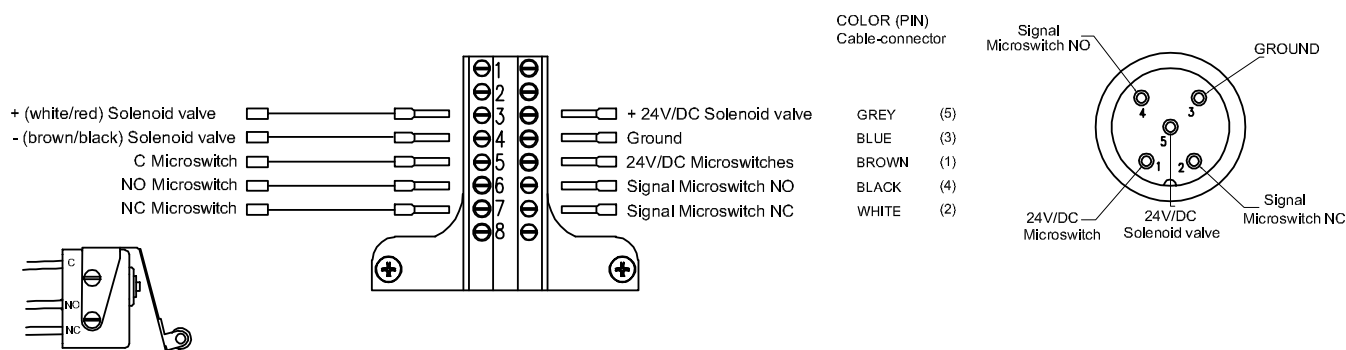 COLOR (PIN)
Cable-connector
+ (white/red) Solenoid valve
- (brown/black) Solenoid valve
C Microswitch
NO Microswitch
NC Microswitch
1
2
3
4
5
6
7
8
+ 24V/DC Solenoid valve GREY (5)
Ground BLUE (3)
24V/DC Microswitches BROWN (1)
Signal Microswitch NO BLACK (4)
Signal Microswitch NC WHITE (2)
Signal
Microswitch NO
GROUND
4
3
5
1
2
24V/DC
Microswitch
24V/DC
Solenoid valve
Signal
Microswitch NC
C
NO
NC